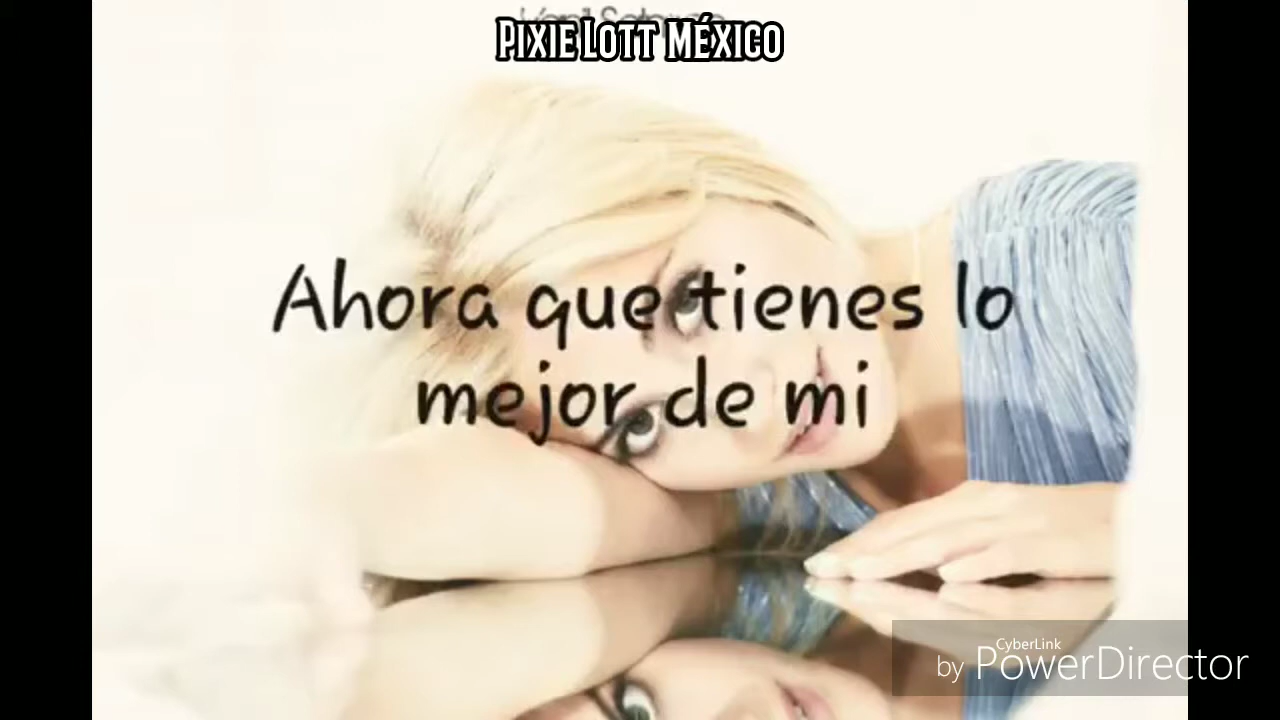 PIXIE LOTT MÉXICO
Ahora que tienes lo
mejor de mi
CyberLink
by PowerDirector